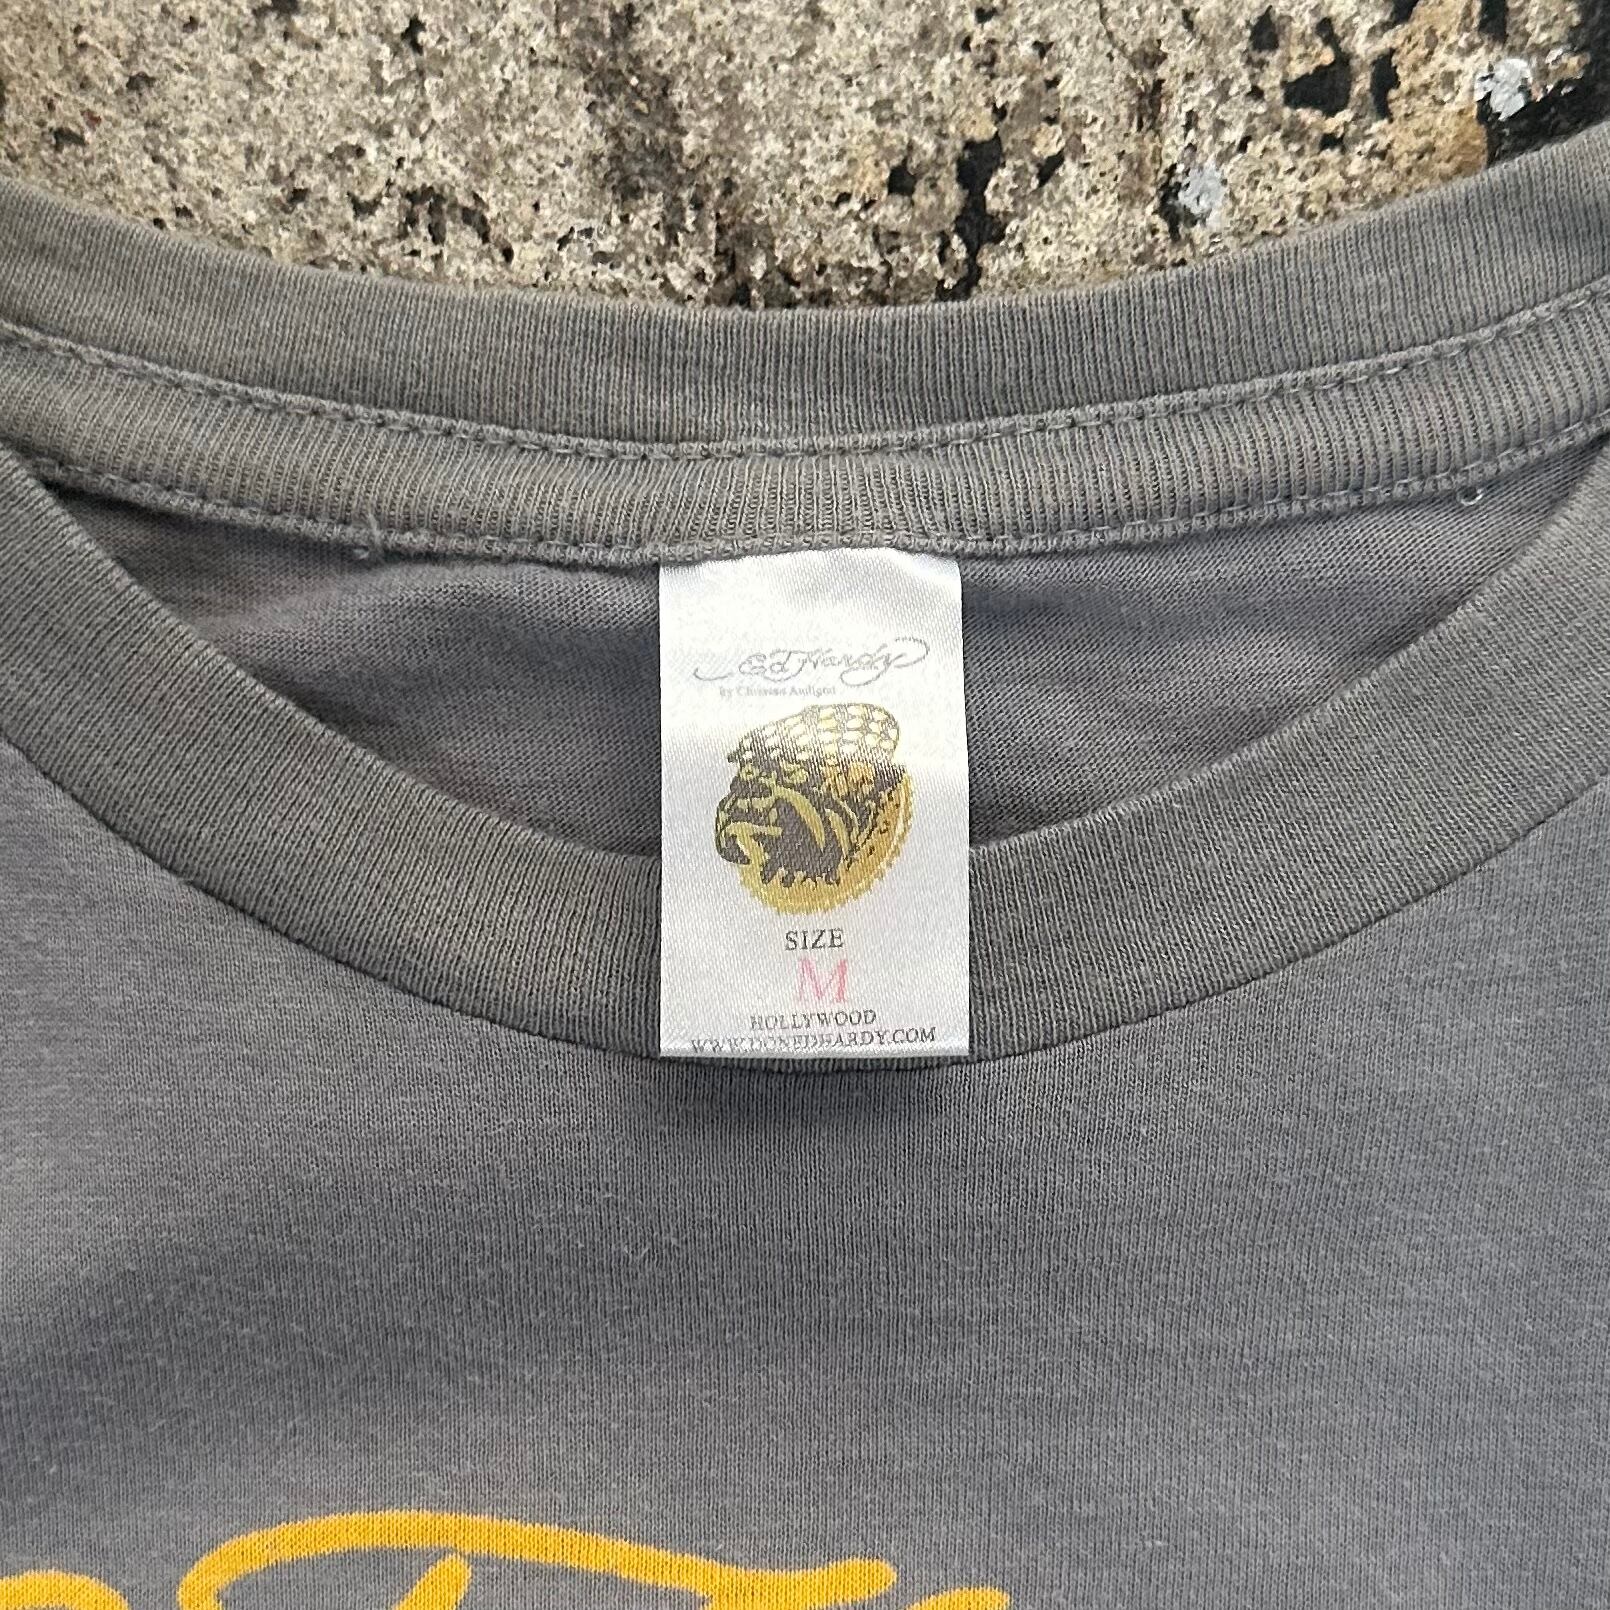 Ed Hardy
by Christian Audigier
SIZE
M
HOLLYWOOD
WWW.DONEDHARDY.COM